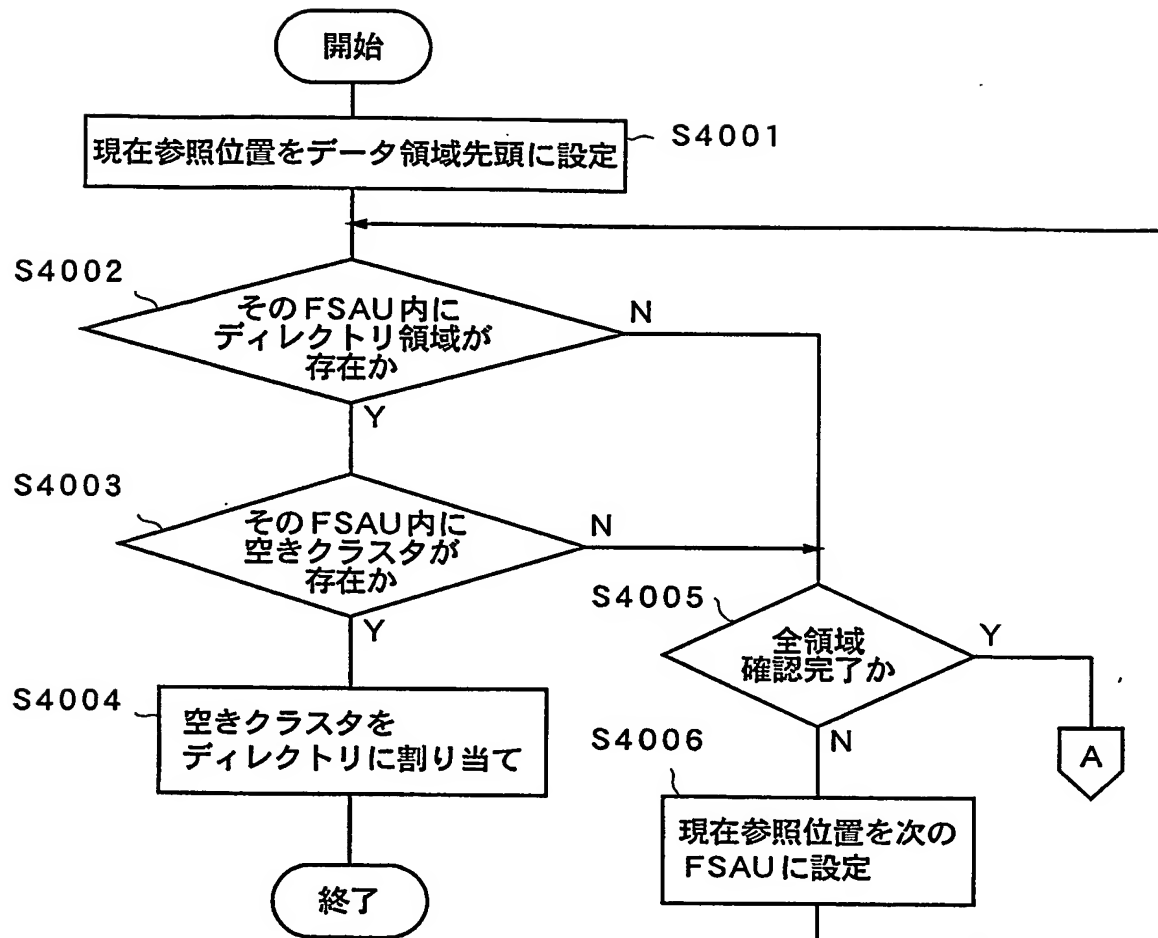 開始
現在参照位置をデータ領域先頭に設定
S4001
S4002
そのFSAU内に
ディレクトリ領域が
存在か
N
Y
S4003
そのFSAU内に
空きクラスタが
存在か
N
Y
S4004
空きクラスタを
ディレクトリに割り当て
終了
S4005
全領域
確認完了か
Y
N
A
S4006
現在参照位置を次の
FSAUに設定